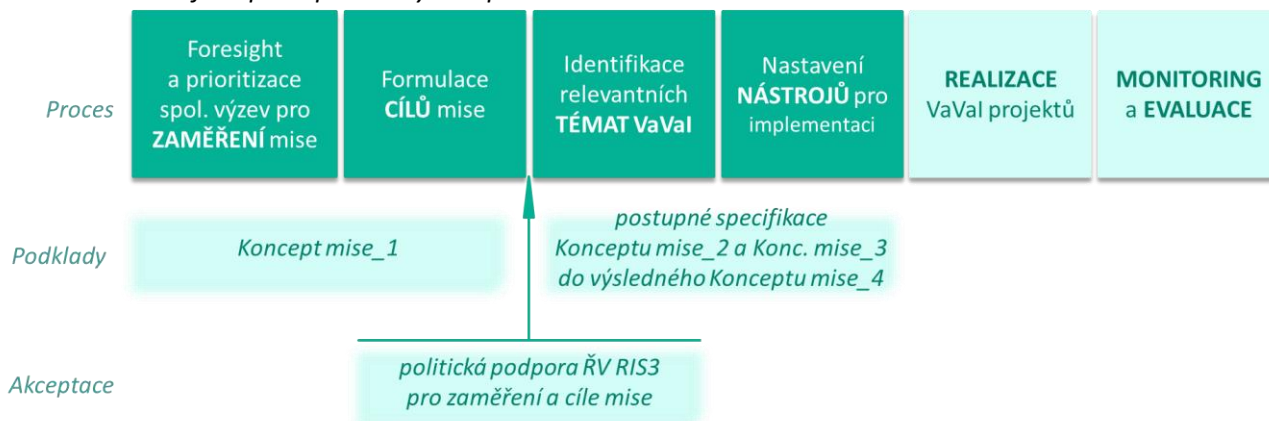 Proces
Foresight
a prioritizace
spol. výzev pro
ZAMĚŘENÍ mise
Formulace
CÍLŮ mise
Identifikace
relevantních
TÉMAT VaVaI
Nastavení
NÁSTROJŮ pro
implementaci
REALIZACE
VaVaI projektů
MONITORING
a EVALUACE
Podklady
Koncept mise_1
postupné specifikace
Konceptu mise_2 a Konc. mise_3
do výsledného Konceptu mise_4
Akceptace
politická podpora ŘV RIS3
pro zaměření a cíle mise